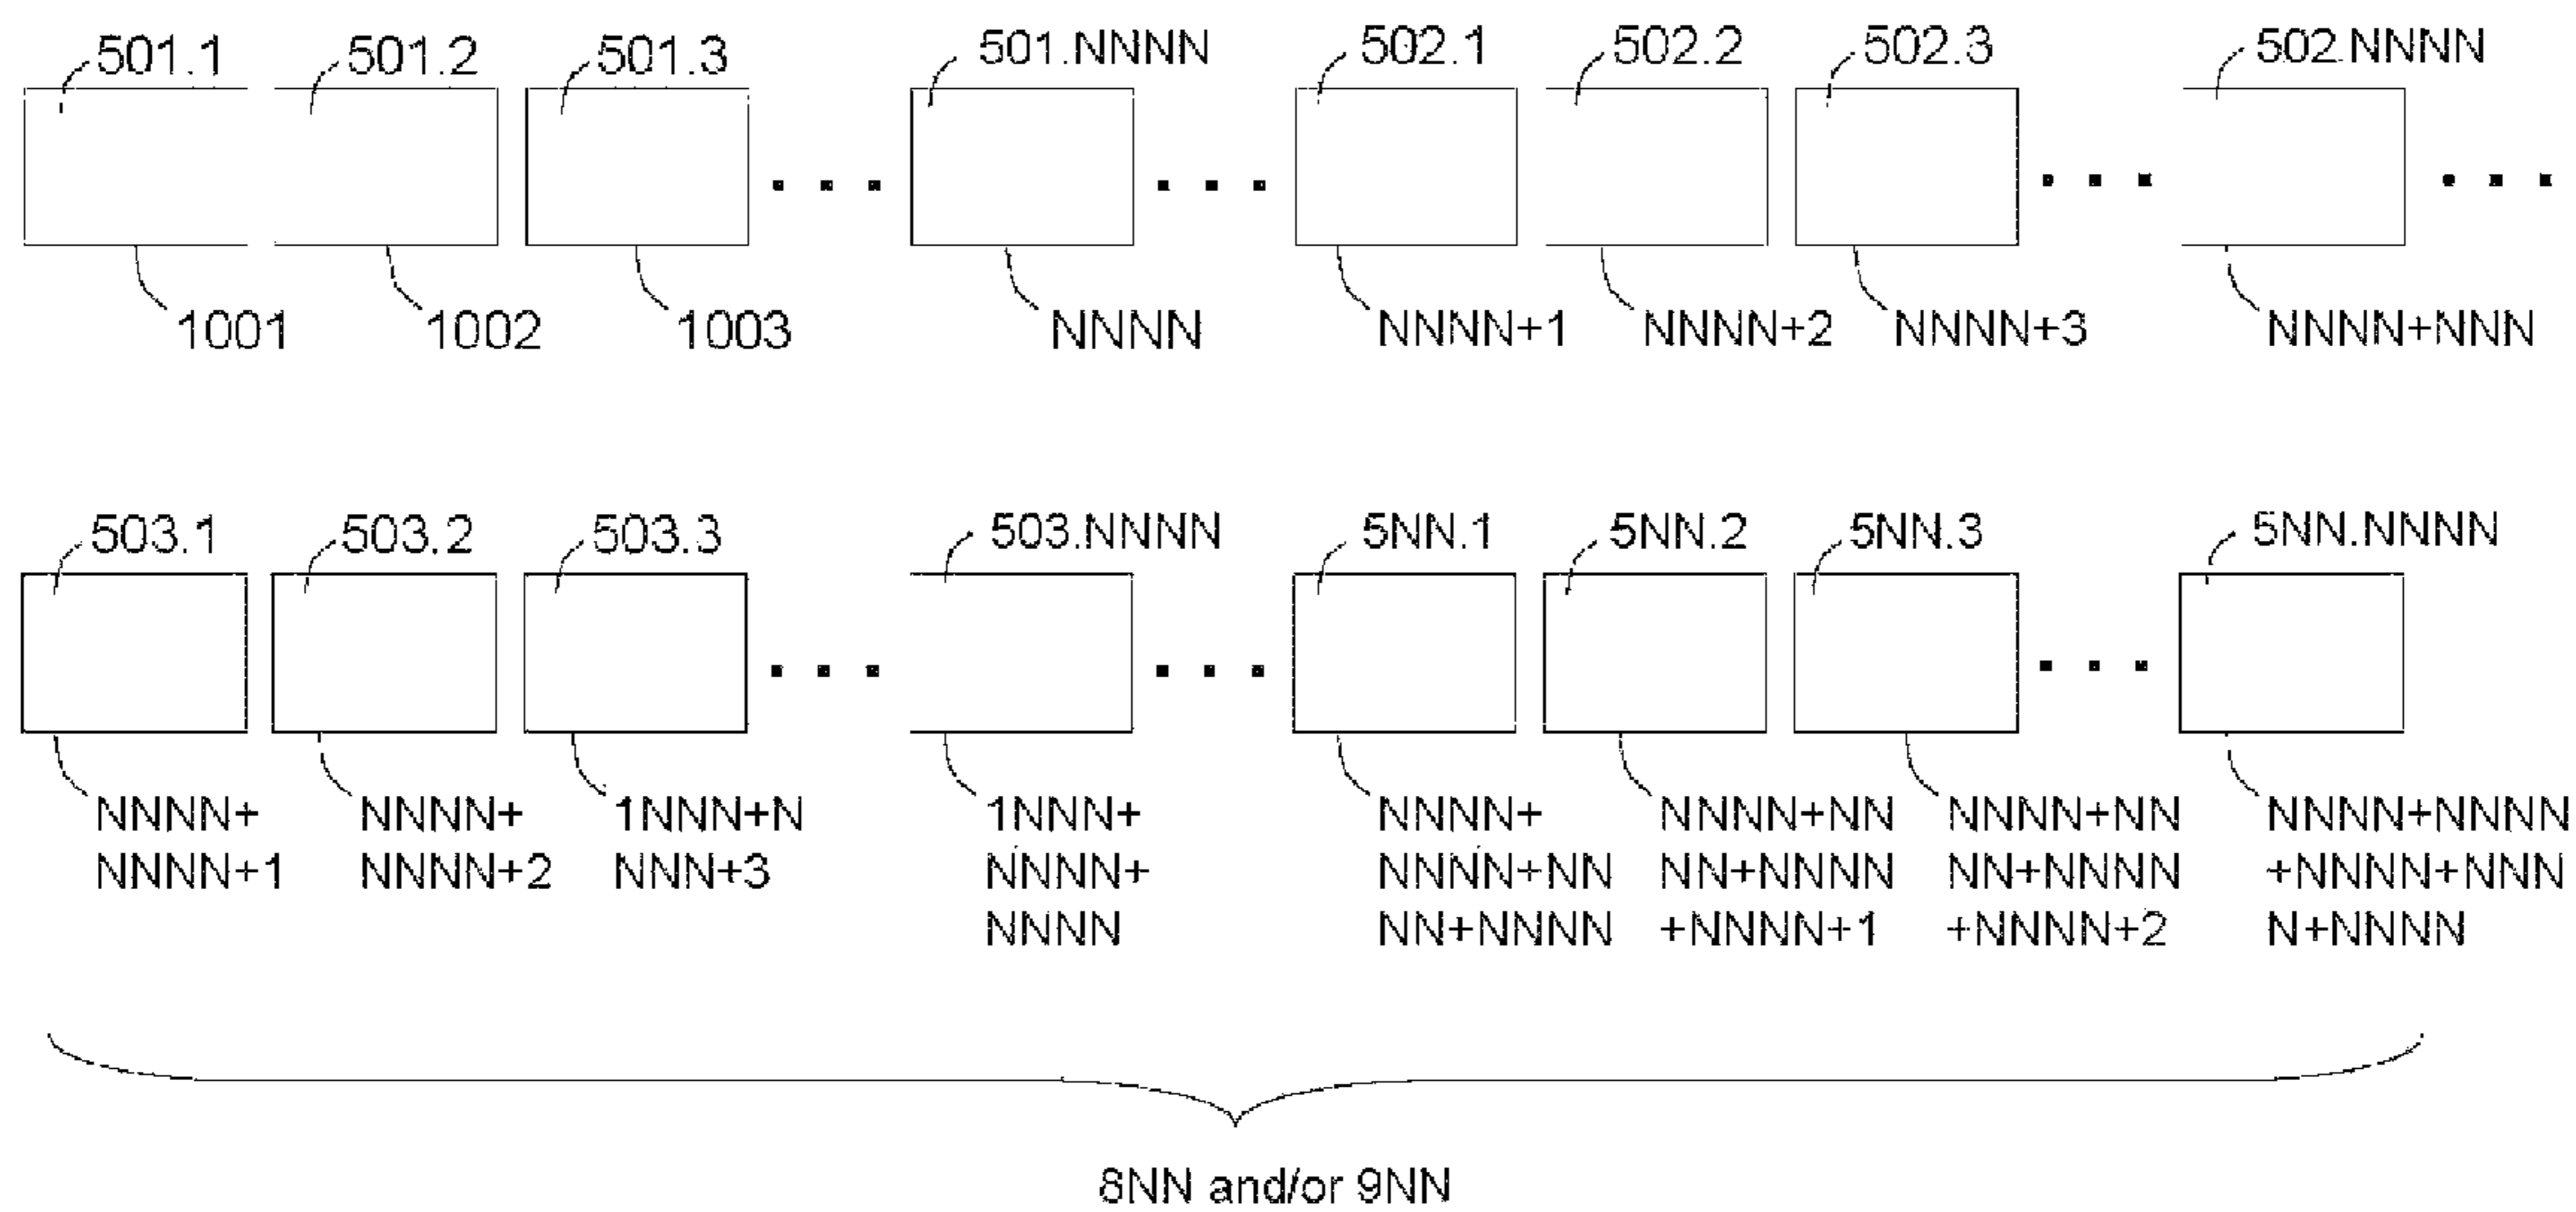 501.1 501.2 501.3 501.NNNN 502.1 502.2 502.3 502.NNNN
1001 1002 1003 NNNN NNNN+1 NNNN+2 NNNN+3 NNNN+NNN
503.1 503.2 503.3 503.NNNN 5NN.1 5NN.2 5NN.3 5NN.NNNN
NNNN+
NNNN+1
NNNN+
NNNN+2
1NNN+N
NNN+3
1NNN+
NNNN+
NNNN
NNNN+
NNNN+NN
NN+NNNN
NNNN+NN
NN+NNNN
+NNNN+1
NNNN+NN
NN+NNNN
+NNNN+2
NNNN+NNNN
+NNNN+NNN
N+NNNN
8NN and/or 9NN